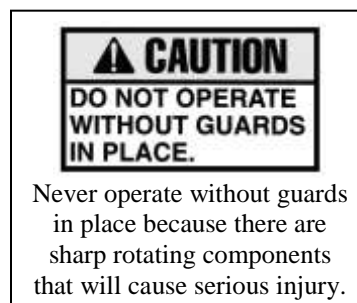 CAUTION
DO NOT OPERATE
WITHOUT GUARDS
IN PLACE.
Never operate without guards
in place because there are
sharp rotating components
that will cause serious injury.